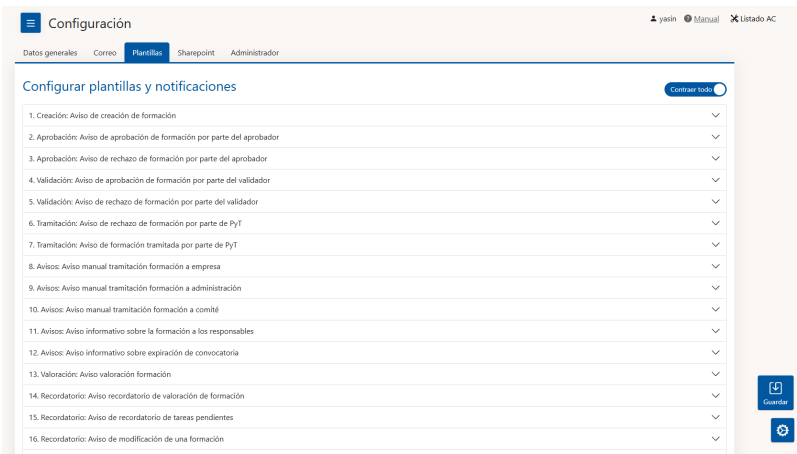 Configuración
yasin Manual Listado AC
Datos generales Correo Plantillas Sharepoint Administrador
Configurar plantillas y notificaciones
Contraer todo
1. Creación: Aviso de creación de formación
2. Aprobación: Aviso de aprobación de formación por parte del aprobador
3. Aprobación: Aviso de rechazo de formación por parte del aprobador
4. Validación: Aviso de aprobación de formación por parte del validador
5. Validación: Aviso de rechazo de formación por parte del validador
6. Tramitación: Aviso de rechazo de formación por parte de PyT
7. Tramitación: Aviso de formación tramitada por parte de PyT
8. Avisos: Aviso manual tramitación formación a empresa
9. Avisos: Aviso manual tramitación formación a administración
10. Avisos: Aviso manual tramitación formación a comité
11. Avisos: Aviso informativo sobre la formación a los responsables
12. Avisos: Aviso informativo sobre expiración de convocatoria
13. Valoración: Aviso valoración formación
14. Recordatorio: Aviso recordatorio de valoración de formación
15. Recordatorio: Aviso de recordatorio de tareas pendientes
16. Recordatorio: Aviso de modificación de una formación
Guardar